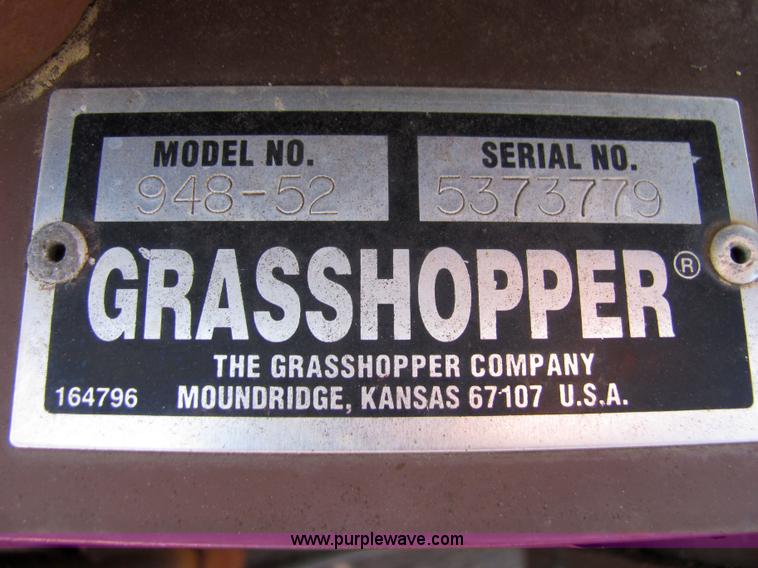 MODEL NO. SERIAL NO.
948-52 5373779
GRASSHOPPER®
THE GRASSHOPPER COMPANY
164796 MOUNDRIDGE, KANSAS 67107 U.S.A.
www.purplewave.com